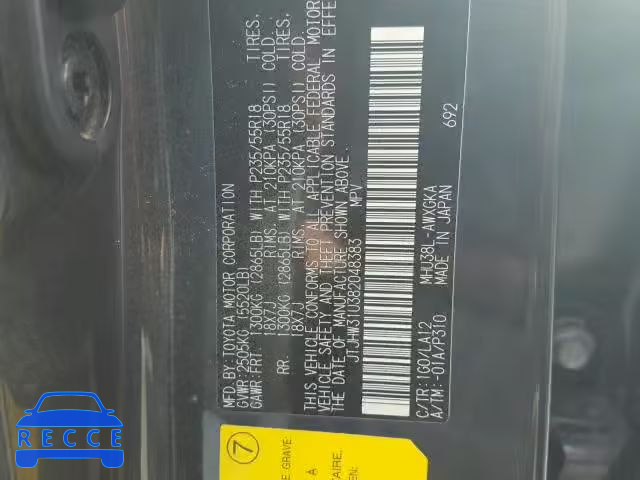 MFD.BY:TOYOTA MOTOR CORPORATION
GVWR:2505KG (5520LB)
GAWR:FRT. 1300KG (2865LB) WITH P235/55R18 TIRES.
18X7J RIMS. AT 210KPA (30PSI) COLD.
RR. 1300KG (2865LB) WITH P235/55R18 TIRES.
18X7J RIMS. AT 210KPA (30PSI) COLD.
THIS VEHICLE CONFORMS TO ALL APPLICABLE FEDERAL MOTOR
VEHICLE SAFETY AND THEFT PREVENTION STANDARDS IN EFFE
DATE OF MANUFACTURE SHOWN ABOVE.
JTJHW31U382048383 MPV
C/TR:1G0/LA12 MHU38L-AWXGKA
A/TM:-01A/P310 MADE IN JAPAN
692
7
E GRAVE
A
AIRE,
EN:
RECCE